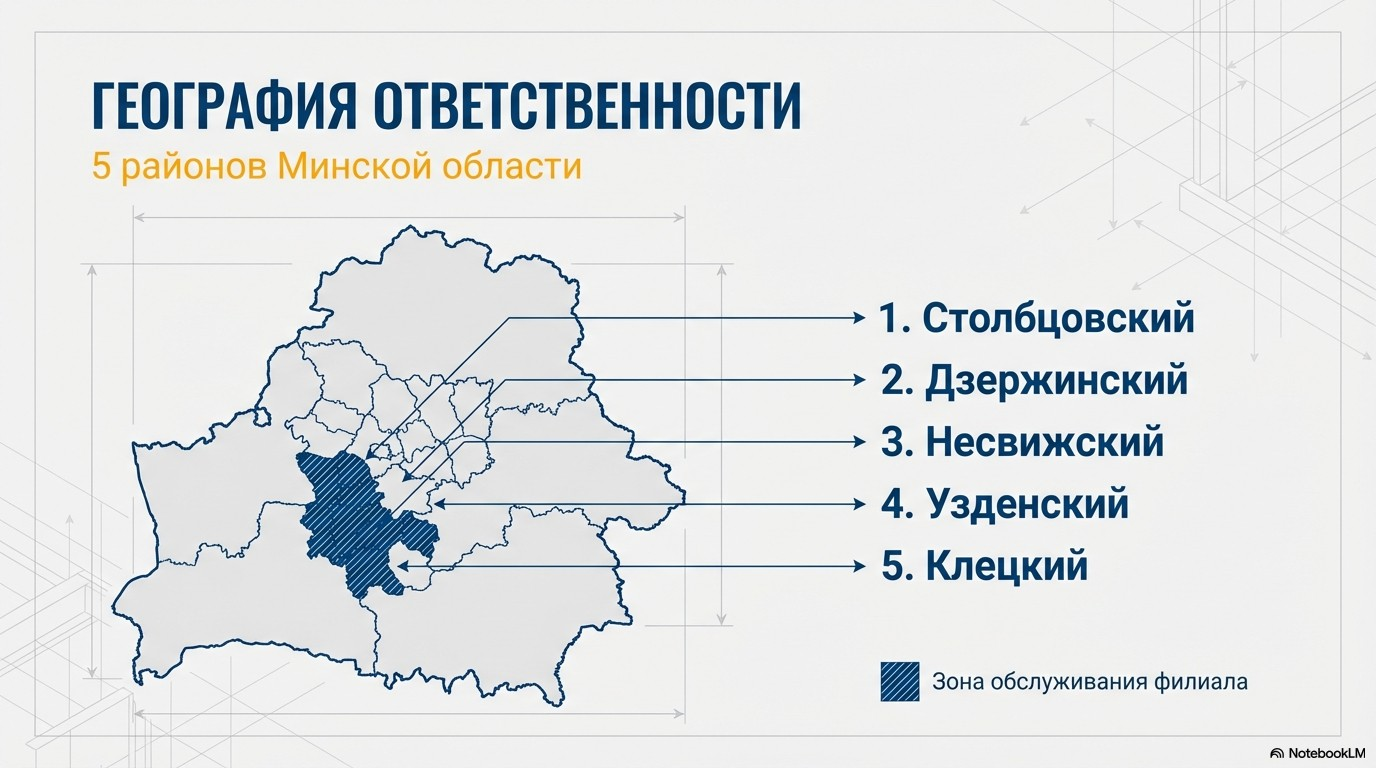 ГЕОГРАФИЯ ОТВЕТСТВЕННОСТИ
5 районов Минской области
1. Столбцовский
2. Дзержинский
3. Несвижский
4. Узденский
5. Клецкий
Зона обслуживания филиала
NotebookLM